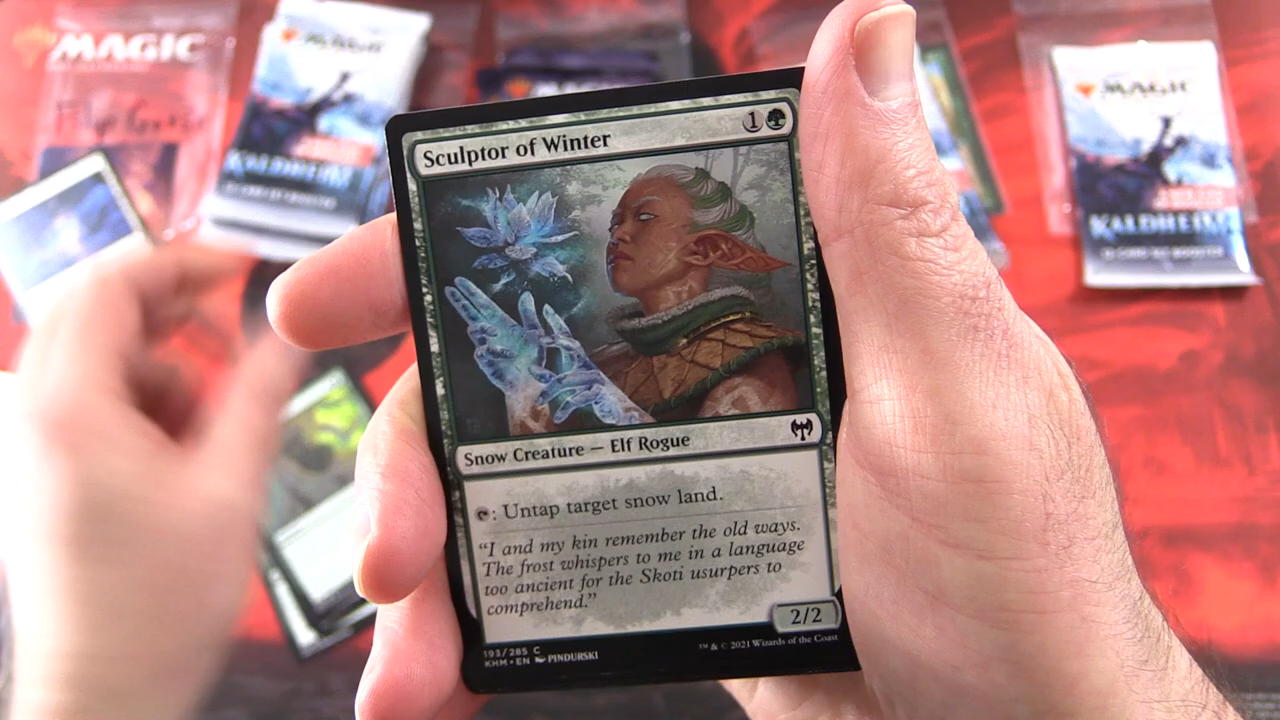 MAGIC
MAGIC
KALDHEIM
MAGIC
KALDHEIM
Sculptor of Winter
1
Snow Creature — Elf Rogue
: Untap target snow land.
“I and my kin remember the old ways.
The frost whispers to me in a language
too ancient for the Skoti usurpers to
comprehend.”
2/2
193/285 C
KHM • EN PINDURSKI
™ & © 2021 Wizards of the Coast